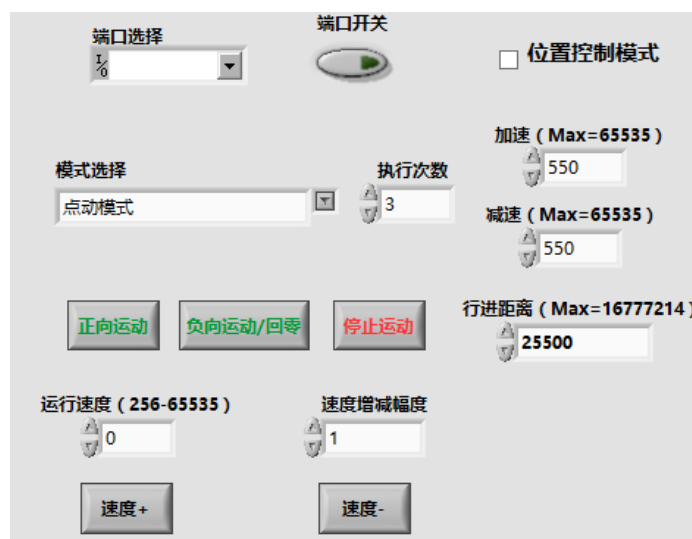 端口选择
端口开关
I/O
位置控制模式
加速（Max=65535）
550
模式选择
执行次数
点动模式
3
减速（Max=65535）
550
正向运动
负向运动/回零
停止运动
行进距离（Max=16777214）
25500
运行速度（256-65535）
速度增减幅度
0
1
速度+
速度-